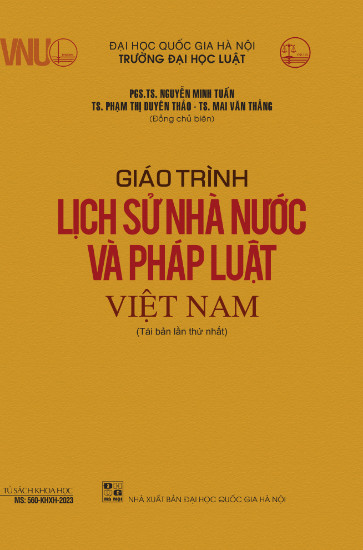 VNU
ĐẠI HỌC QUỐC GIA HÀ NỘI
TRƯỜNG ĐẠI HỌC LUẬT
PGS.TS. NGUYỄN MINH TUẤN
TS. PHẠM THỊ DUYÊN THẢO - TS. MAI VĂN THẮNG
(Đồng chủ biên)
GIÁO TRÌNH
LỊCH SỬ NHÀ NƯỚC
VÀ PHÁP LUẬT
VIỆT NAM
(Tái bản lần thứ nhất)
TỦ SÁCH KHOA HỌC
MS: 560-KHXH-2023
NHÀ XUẤT BẢN ĐẠI HỌC QUỐC GIA HÀ NỘI